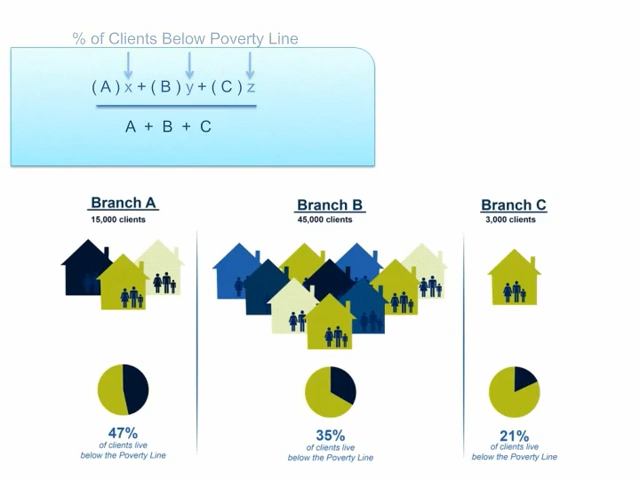 % of Clients Below Poverty Line
( A ) x + ( B ) y + ( C ) z
A + B + C
Branch A
15,000 clients
Branch B
45,000 clients
Branch C
3,000 clients
47%
of clients live
below the Poverty Line
35%
of clients live
below the Poverty Line
21%
of clients live
below the Poverty Line